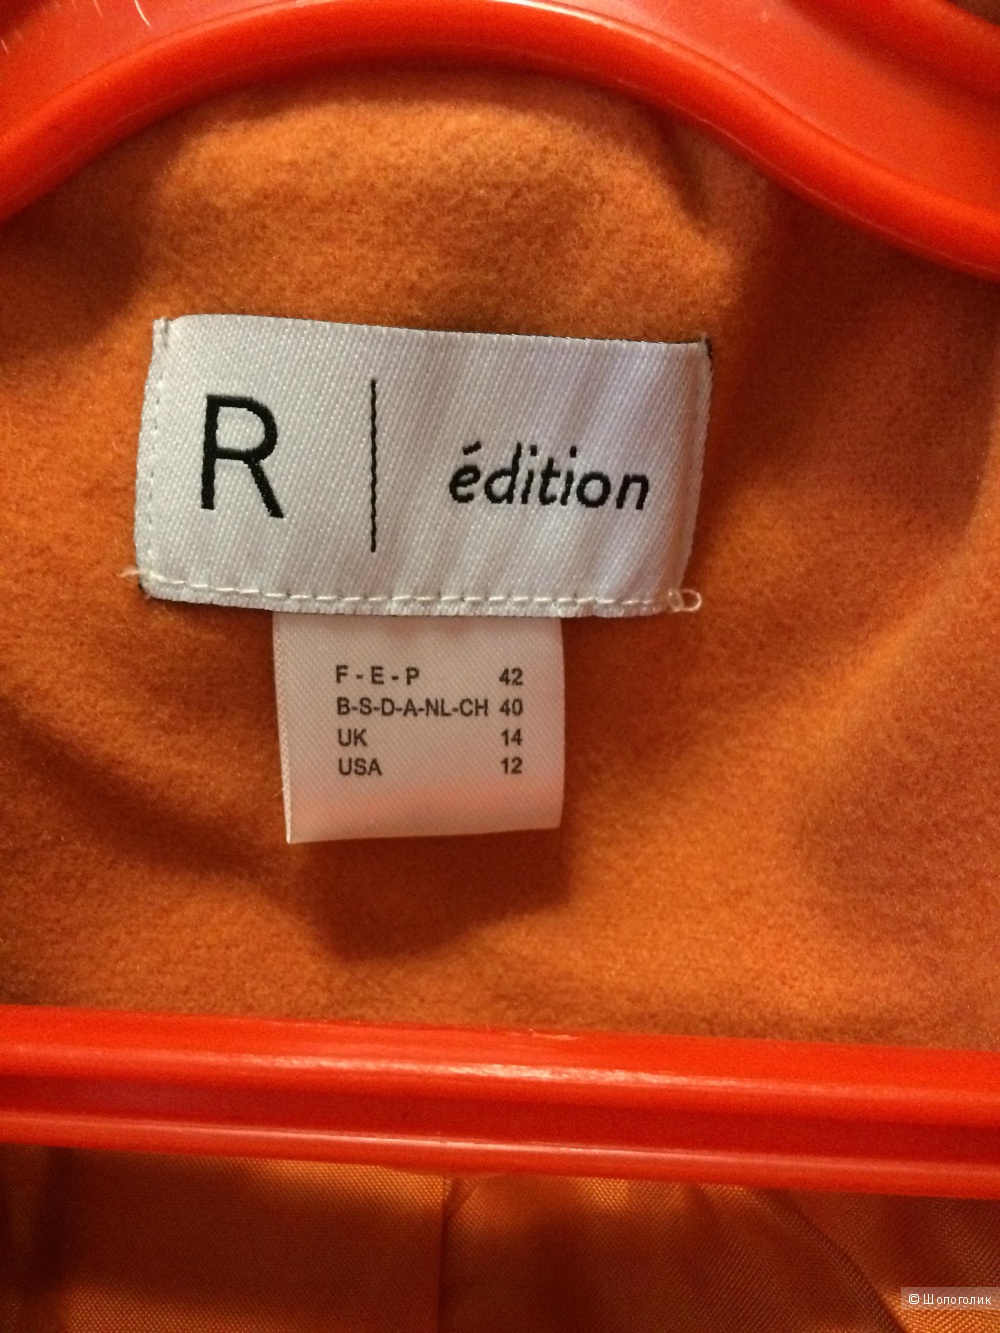 R | édition
F - E - P 42
B-S-D-A-NL-CH 40
UK 14
USA 12
© Шопоголик